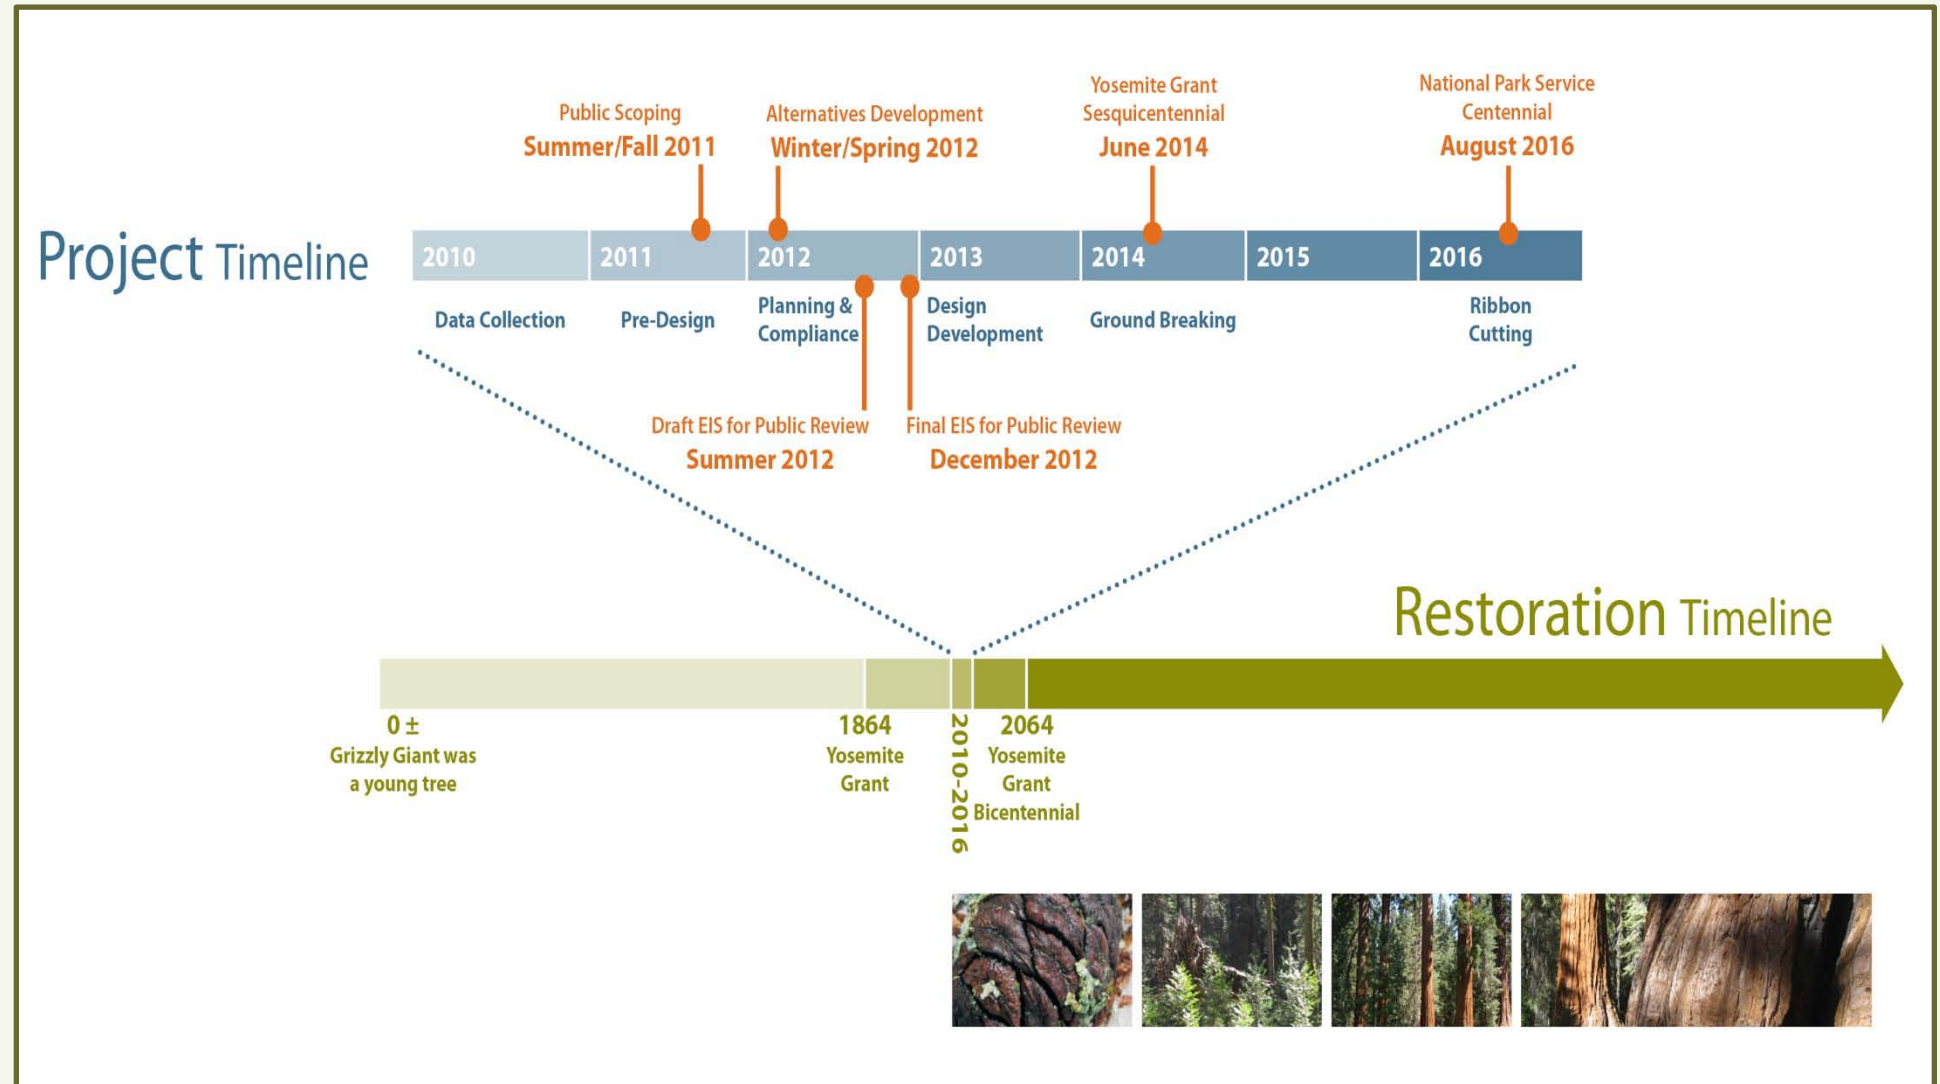 Public Scoping
Summer/Fall 2011
Alternatives Development
Winter/Spring 2012
Yosemite Grant
Sesquicentennial
June 2014
National Park Service
Centennial
August 2016
Project Timeline
2010
2011
2012
2013
2014
2015
2016
Data Collection
Pre-Design
Planning &
Compliance
Design
Development
Ground Breaking
Ribbon
Cutting
Draft EIS for Public Review
Summer 2012
Final EIS for Public Review
December 2012
Restoration Timeline
0 ±
Grizzly Giant was
a young tree
1864
Yosemite
Grant
2010-2016
2064
Yosemite
Grant
Bicentennial